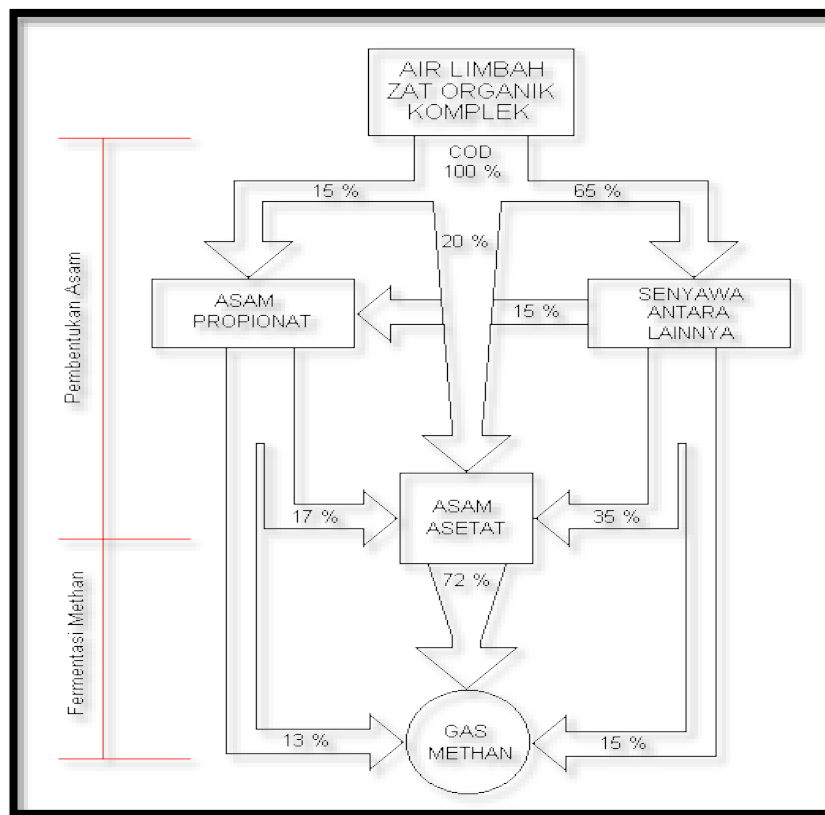 AIR LIMBAH
ZAT ORGANIK
KOMPLEK
COD
100 %
15 %
65 %
20 %
ASAM
PROPIONAT
15 %
SENYAWA
ANTARA
LAINNYA
Pembentukan Asam
ASAM
ASETAT
17 %
35 %
72 %
Fermentasi Methan
GAS
METHAN
13 %
15 %